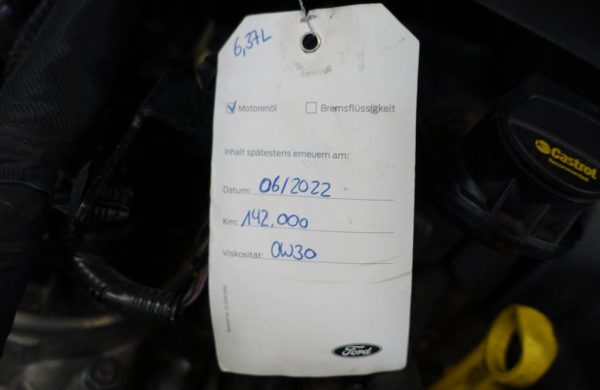 6,37L
Motorenöl Bremsflüssigkeit
Inhalt spätestens erneuern am:
Datum: 06/2022
Km: 142.000
Viskosität: 0W30
Ford
Castrol